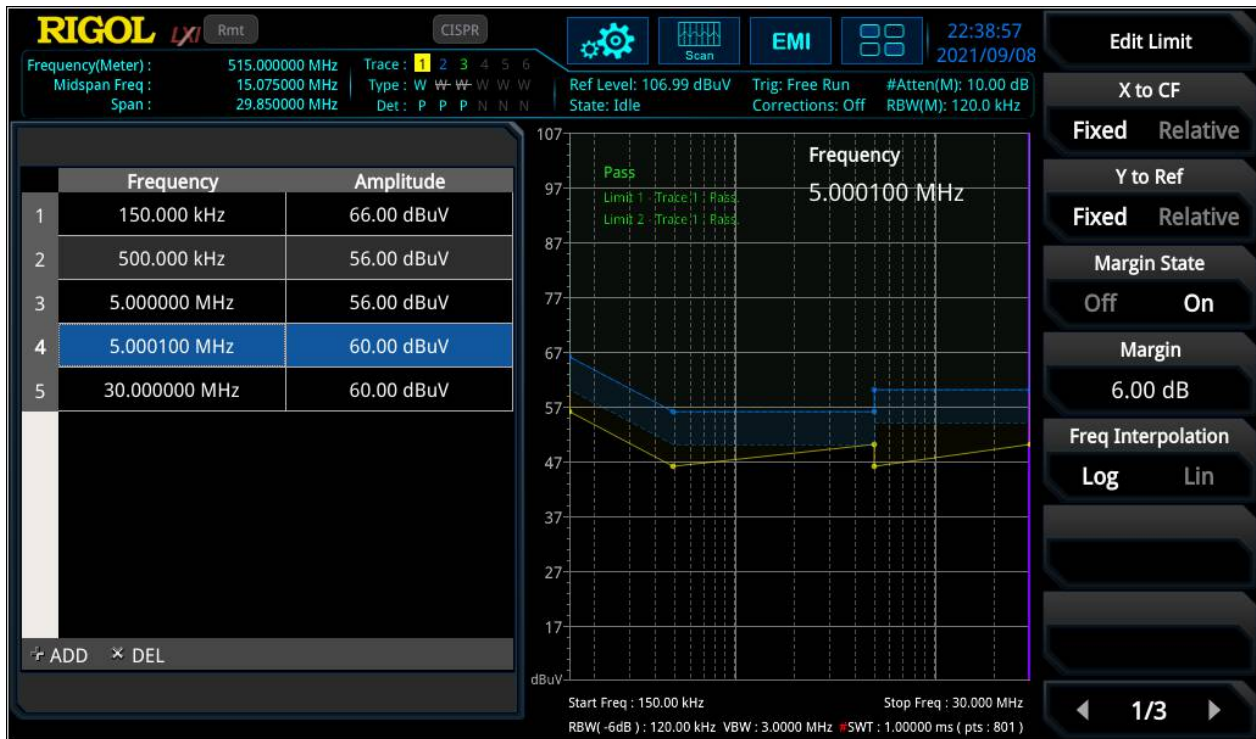 RIGOL LXI Rmt CISPR
Scan
EMI
22:38:57
2021/09/08
Frequency(Meter) : 515.000000 MHz
Midspan Freq : 15.075000 MHz
Span : 29.850000 MHz
Trace : 1 2 3 4 5 6
Type : W W W W W W
Det : P P P N N N
Ref Level: 106.99 dBuV Trig: Free Run #Atten(M): 10.00 dB
State: Idle Corrections: Off RBW(M): 120.0 kHz
Frequency Amplitude
1 150.000 kHz 66.00 dBuV
2 500.000 kHz 56.00 dBuV
3 5.000000 MHz 56.00 dBuV
4 5.000100 MHz 60.00 dBuV
5 30.000000 MHz 60.00 dBuV
ADD × DEL
107
97
87
77
67
57
47
37
27
17
dBuV
Pass
Limit 1 - Trace 1 : Pass.
Limit 2 - Trace 1 : Pass.
Frequency
5.000100 MHz
Start Freq : 150.00 kHz Stop Freq : 30.000 MHz
RBW( -6dB ) : 120.00 kHz VBW : 3.0000 MHz #SWT : 1.00000 ms ( pts : 801 )
Edit Limit
X to CF
Fixed Relative
Y to Ref
Fixed Relative
Margin State
Off On
Margin
6.00 dB
Freq Interpolation
Log Lin
1/3